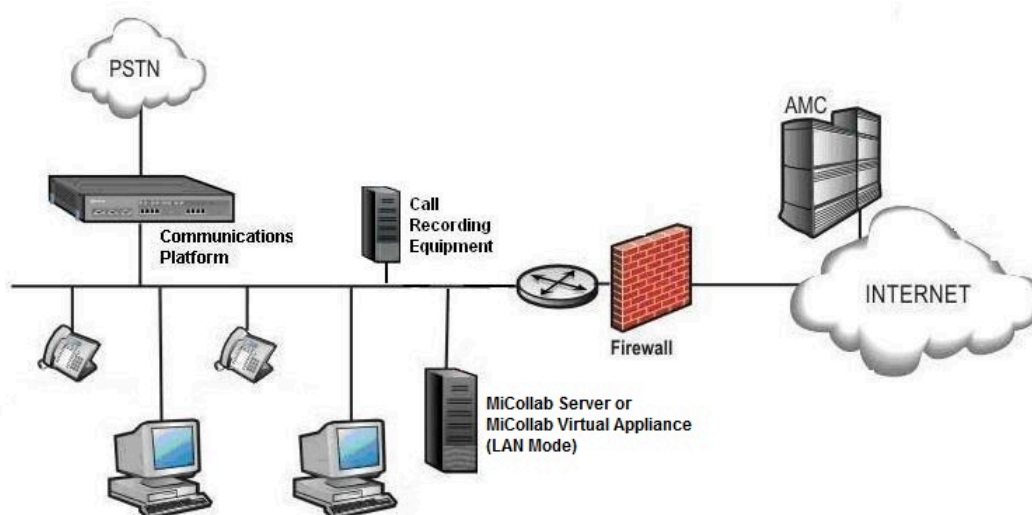 PSTN
AMC
Call
Recording
Equipment
Communications
Platform
INTERNET
Firewall
MiCollab Server or
MiCollab Virtual Appliance
(LAN Mode)